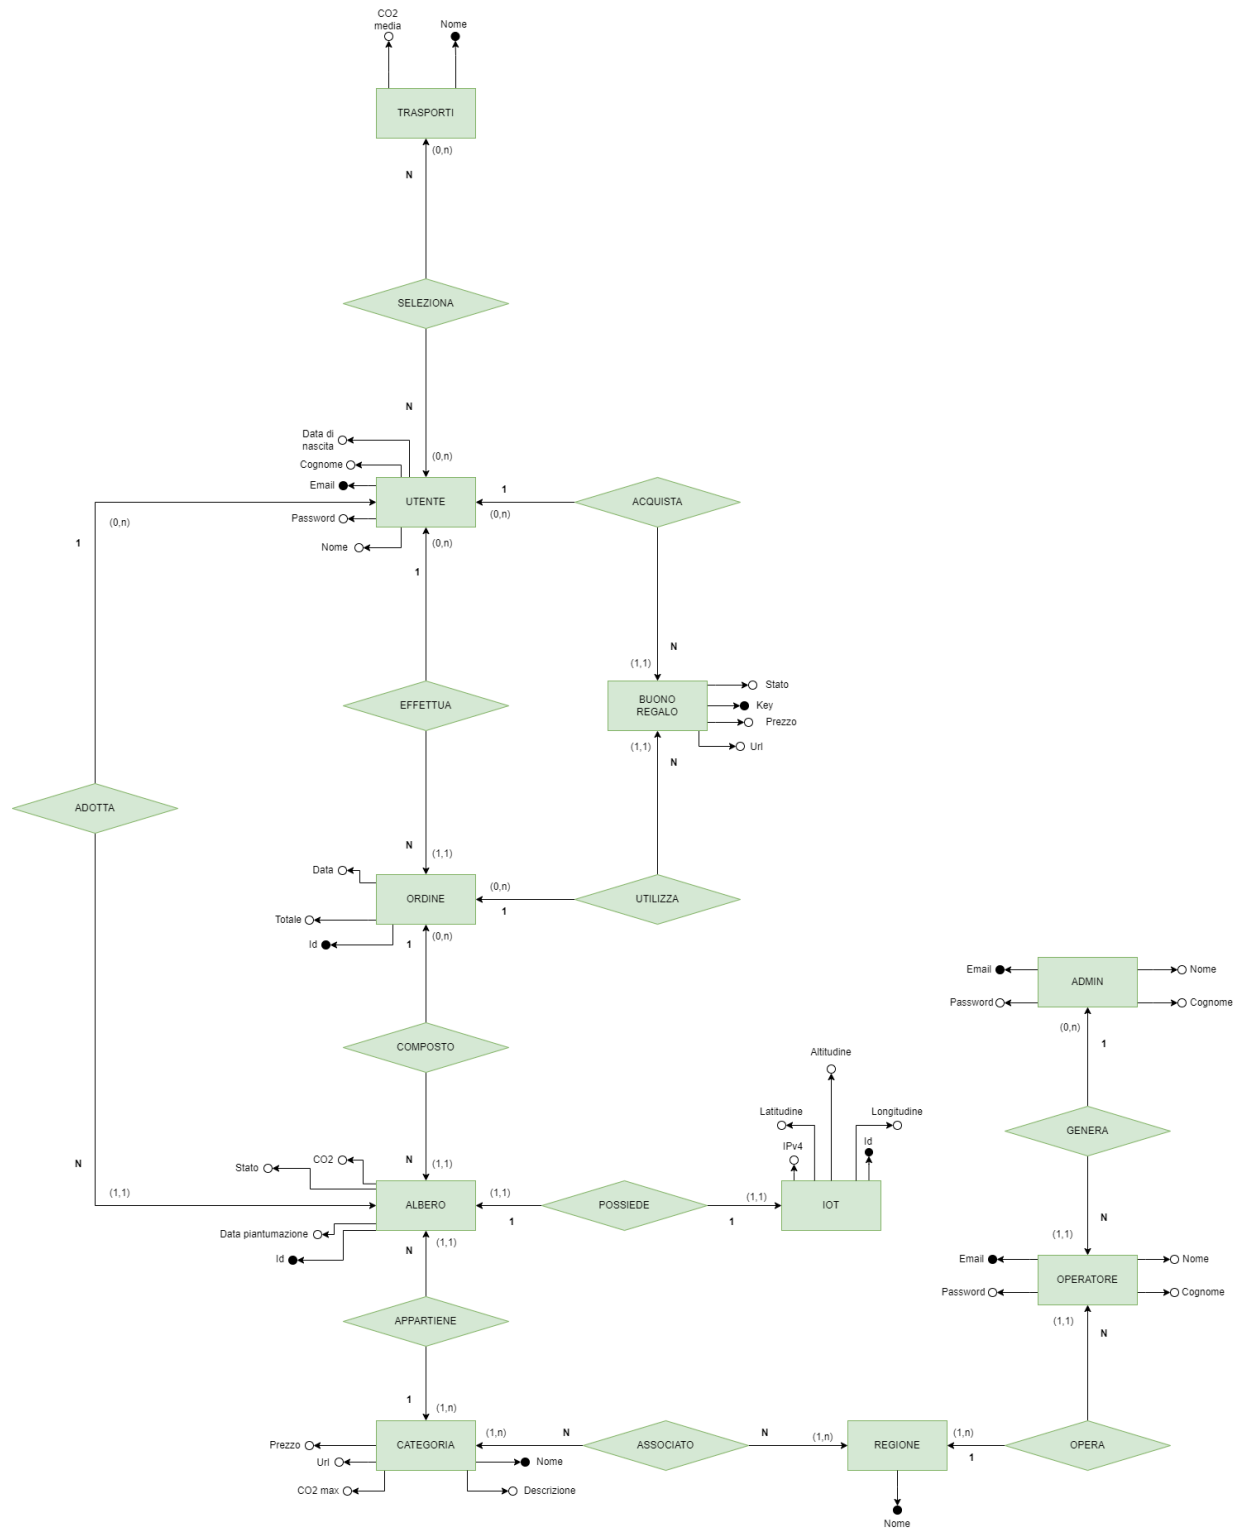 CO2
media
Nome
TRASPORTI
(0,n)
N
SELEZIONA
N
(0,n)
Data di
nascita
Cognome
Email
Password
Nome
UTENTE
1
(0,n)
ACQUISTA
(0,n)
1
(0,n)
1
N
(1,1)
BUONO
REGALO
Stato
Key
Prezzo
Url
(1,1)
N
EFFETTUA
ADOTTA
N
(1,1)
Data
Totale
Id
ORDINE
(0,n)
1
UTILIZZA
1
(0,n)
COMPOSTO
Email
Password
ADMIN
Nome
Cognome
(0,n)
1
GENERA
Altitudine
Latitudine
Longitudine
IPv4
Id
N
(1,1)
N
(1,1)
Stato
CO2
Data piantumazione
Id
ALBERO
(1,1)
1
POSSIEDE
(1,1)
1
IOT
N
(1,1)
N
(1,1)
Email
Password
OPERATORE
Nome
Cognome
(1,1)
N
APPARTIENE
1
(1,n)
Prezzo
Url
CO2 max
CATEGORIA
Nome
Descrizione
(1,n)
N
ASSOCIATO
N
(1,n)
REGIONE
(1,n)
1
OPERA
Nome